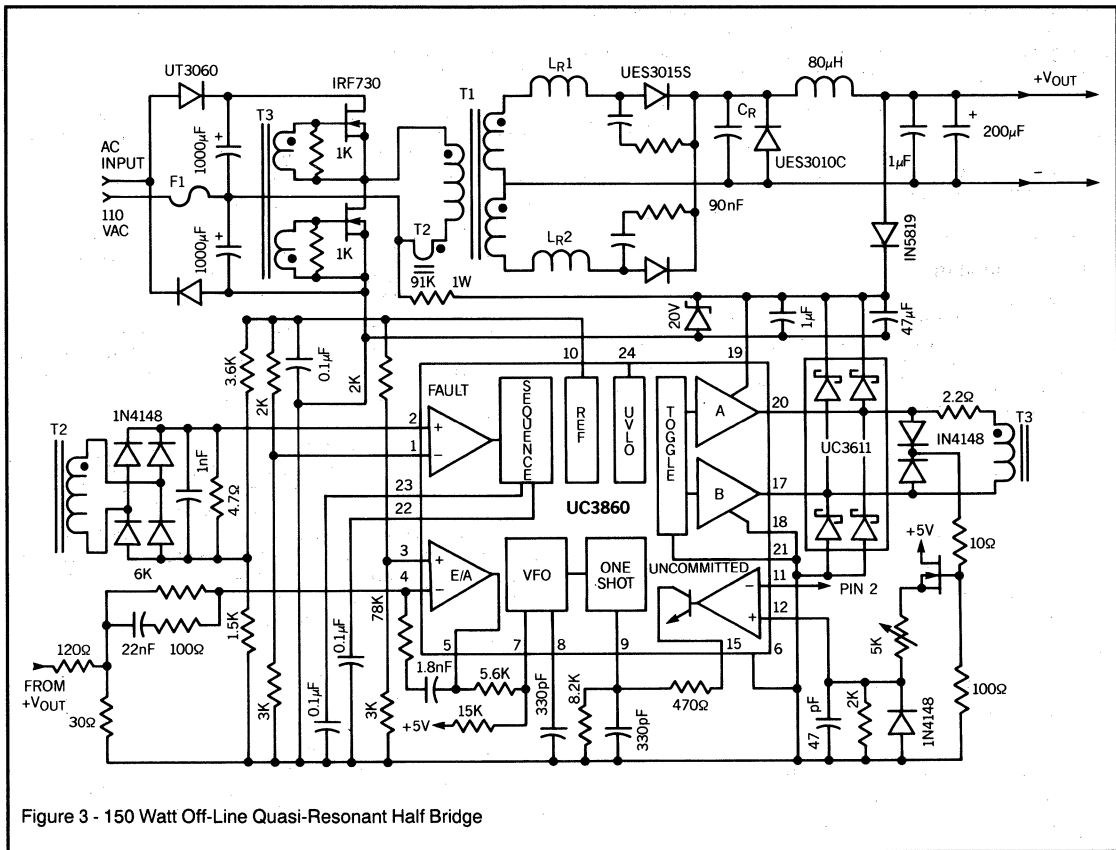 UT3060
IRF730
T3
AC
INPUT
F1
110
VAC
1000µF
+
1000µF
+
1K
1K
T1
T2
91K
1W
LR1
UES3015S
LR2
CR
UES3010C
90nF
80µH
1µF
+
200µF
+VOUT
-
IN5819
20V
1µF
47µF
3.6K
2K
0.1µF
2K
10
24
19
FAULT
SEQUENCE
REF
UVLO
TOGGLE
A
B
20
17
18
21
UC3611
2.2Ω
IN4148
T3
T2
1N4148
1nF
4.7Ω
2
1
+
−
23
22
UC3860
3
4
+
−
E/A
VFO
ONE
SHOT
UNCOMMITTED
−
+
11
12
PIN 2
15
6
+5V
10Ω
5K
100Ω
6K
22nF
100Ω
120Ω
FROM
+VOUT
30Ω
1.5K
3K
0.1µF
0.1µF
78K
3K
5
7
8
9
1.8nF
5.6K
+5V
15K
330pF
8.2K
330pF
470Ω
47 pF
2K
1N4148
Figure 3 - 150 Watt Off-Line Quasi-Resonant Half Bridge